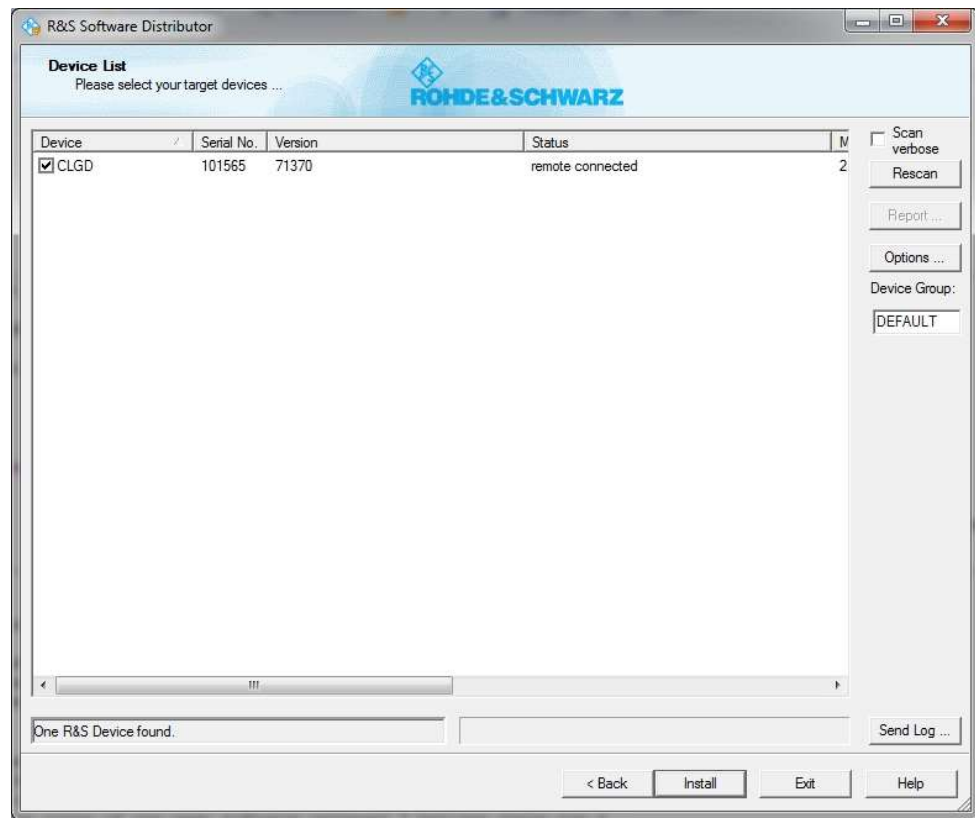 R&S Software Distributor
Device List
Please select your target devices ...
ROHDE&SCHWARZ
Device Serial No. Version Status M
CLGD 101565 71370 remote connected 2
Scan verbose
Rescan
Report ...
Options ...
Device Group:
DEFAULT
One R&S Device found.
Send Log ...
< Back Install Exit Help